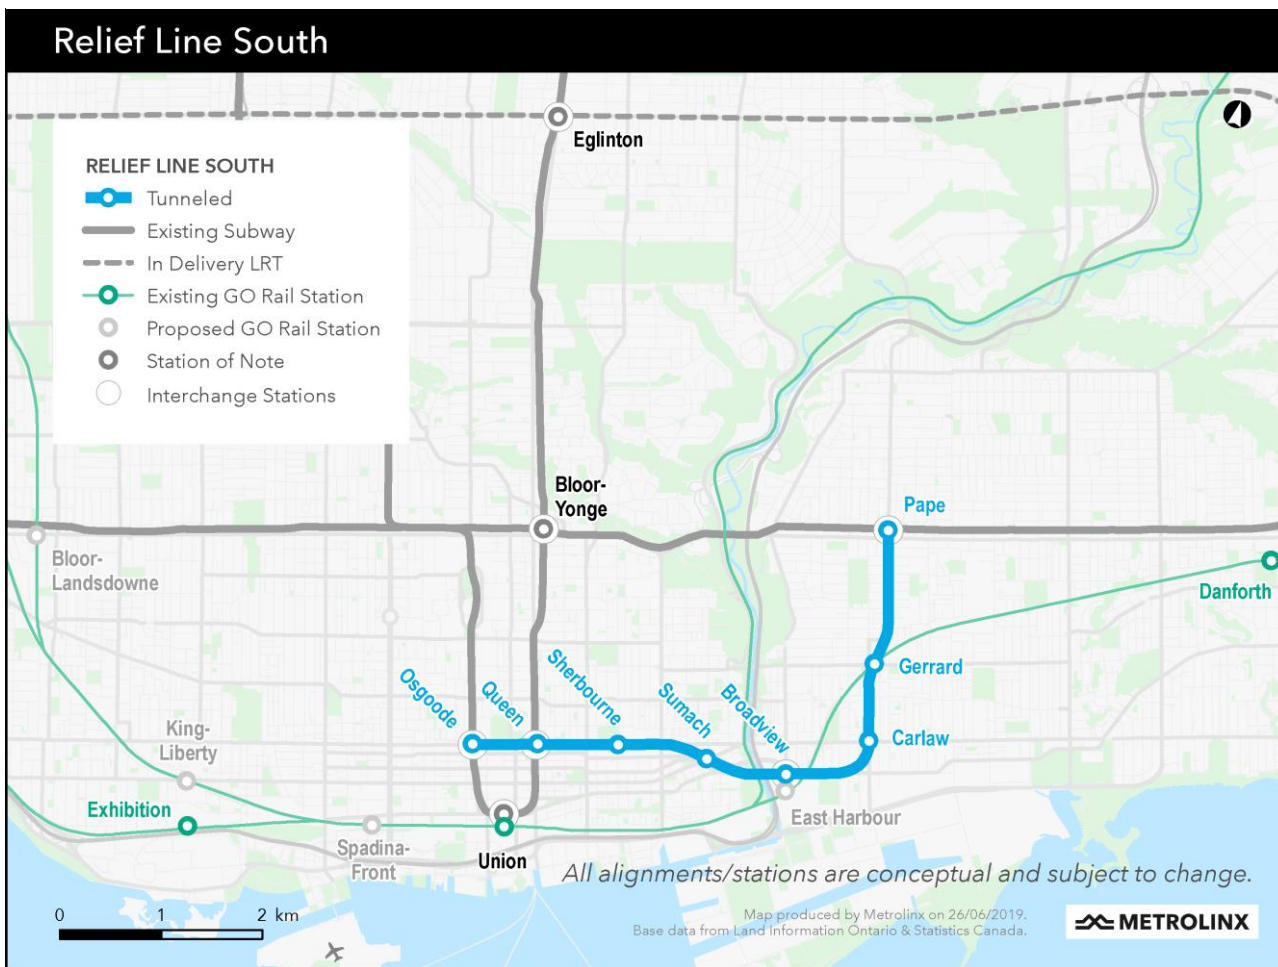 Relief Line South
RELIEF LINE SOUTH
Tunneled
Existing Subway
In Delivery LRT
Existing GO Rail Station
Proposed GO Rail Station
Station of Note
Interchange Stations
Eglinton
Bloor-
Yonge
Pape
Bloor-
Landsdowne
Danforth
Osgoode
Queen
Sherbourne
Sumach
Broadview
Gerrard
Carlaw
King-
Liberty
Exhibition
Spadina-
Front
Union
East Harbour
All alignments/stations are conceptual and subject to change.
0 1 2 km
Map produced by Metrolinx on 26/06/2019.
Base data from Land Information Ontario & Statistics Canada.
METROLINX